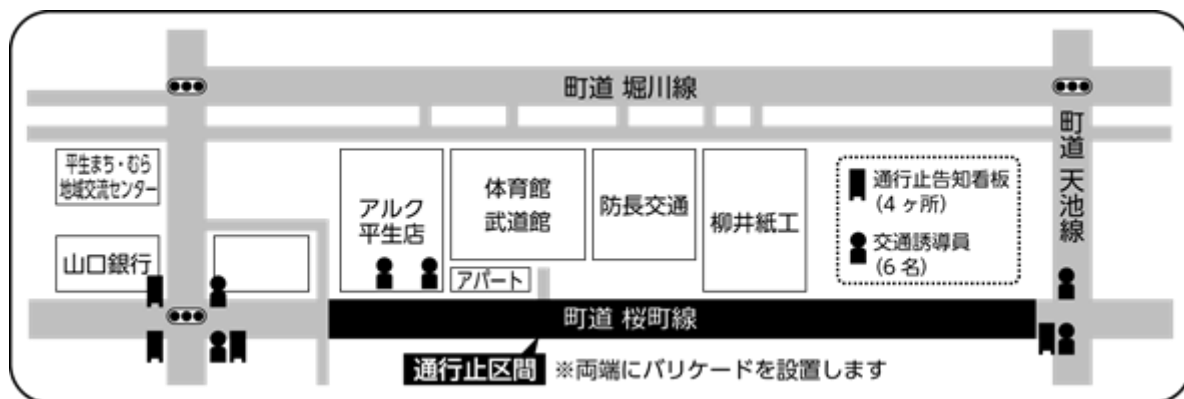 町道 堀川線
平生まち・むら
地域交流センター
山口銀行
アルク
平生店
体育館
武道館
アパート
防長交通
柳井紙工
通行止告知看板
(4 ヶ所)
交通誘導員
(6 名)
町道 天池線
町道 桜町線
通行止区間 ※両端にバリケードを設置します